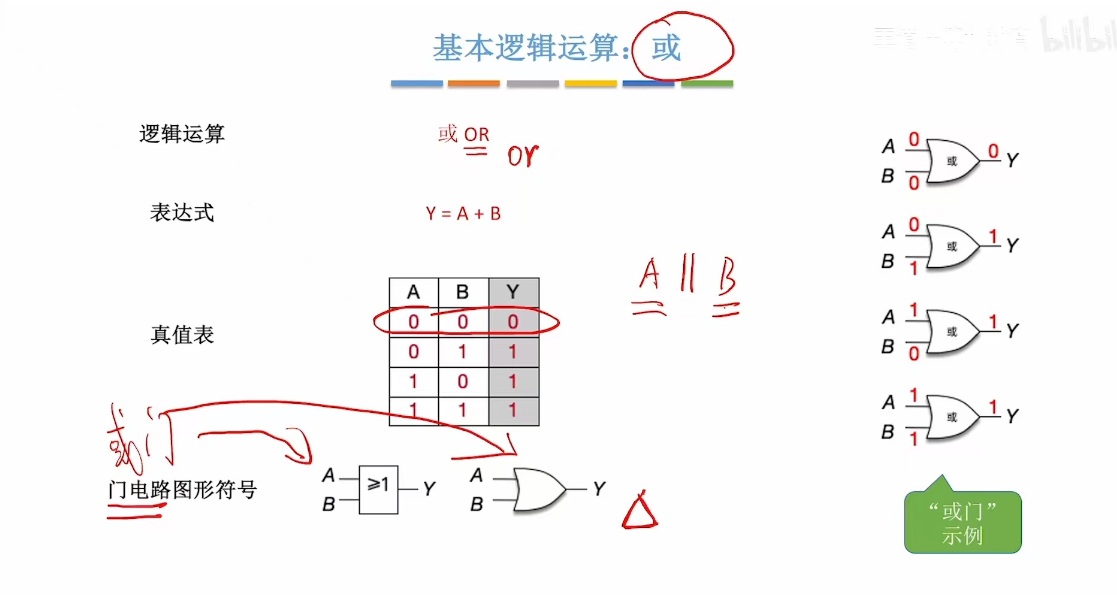 基本逻辑运算：或
bilibili
逻辑运算
或 OR
or
表达式
Y = A + B
A || B
真值表
A B Y
0 0 0
0 1 1
1 0 1
1 1 1
或门
门电路图形符号
A
B
≥1
Y
A
B
Y
A 0
B 0
或
0 Y
A 0
B 1
或
1 Y
A 1
B 0
或
1 Y
A 1
B 1
或
1 Y
“或门”
示例